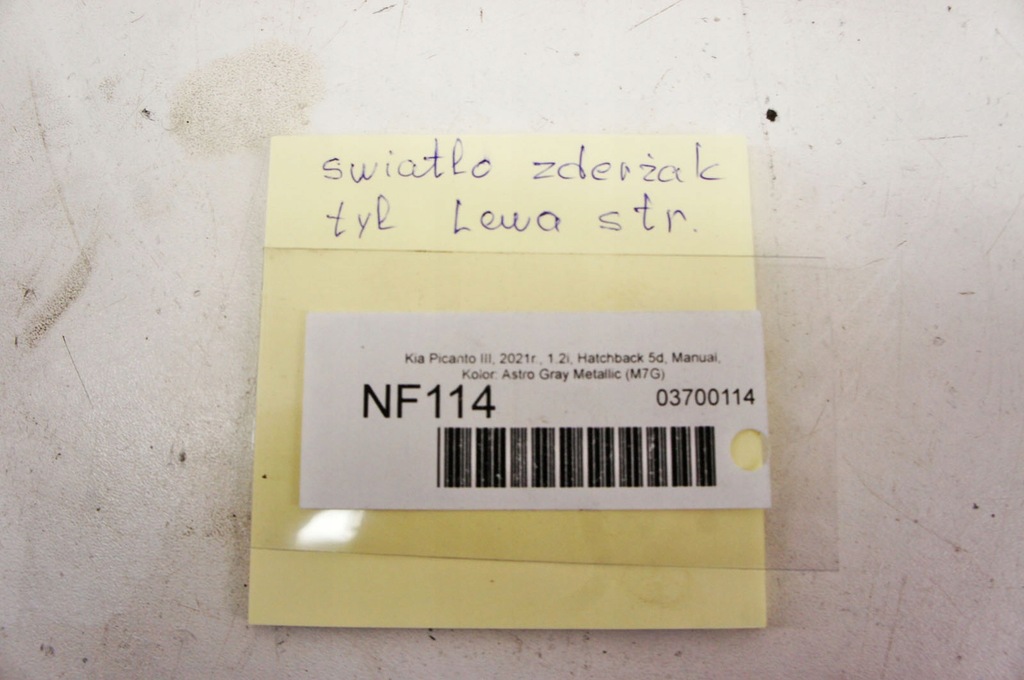 swiatło zderżak
tył Lewa str.
Kia Picanto III, 2021r., 1.2i, Hatchback 5d, Manual,
Kolor: Astro Gray Metallic (M7G)
NF114 03700114